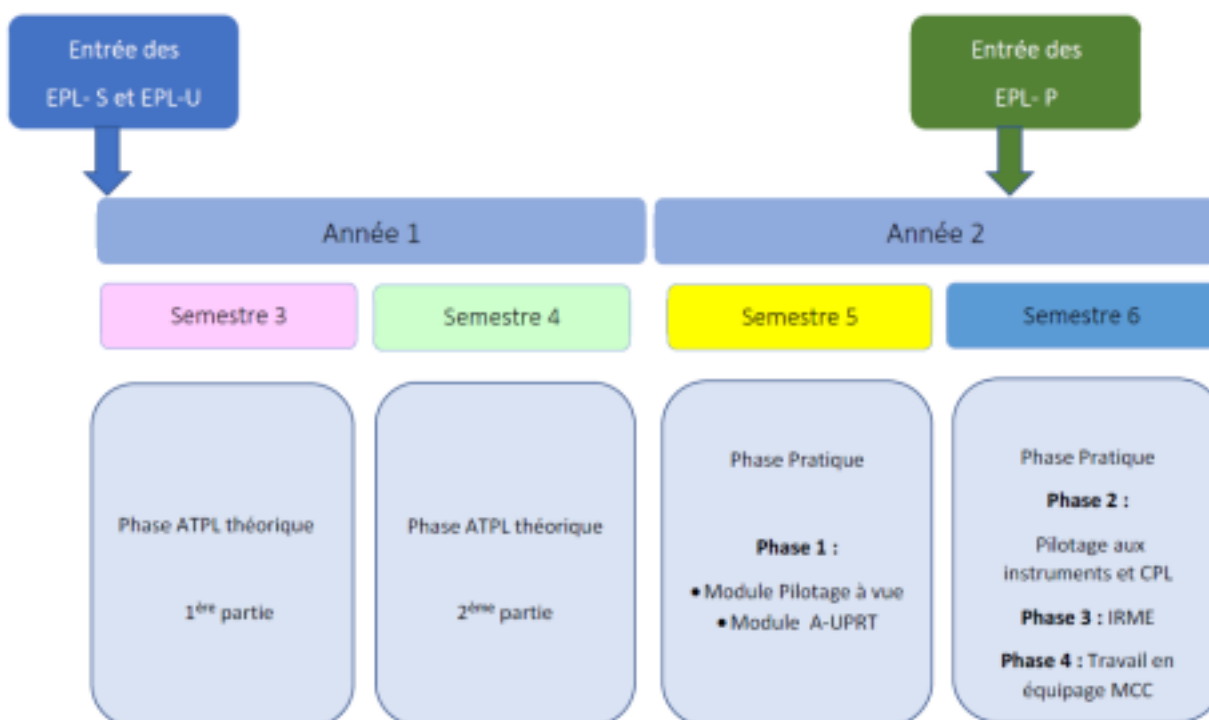 Entrée des
EPL- S et EPL-U
Entrée des
EPL- P
Année 1
Année 2
Semestre 3
Semestre 4
Semestre 5
Semestre 6
Phase ATPL théorique
1ère partie
Phase ATPL théorique
2ème partie
Phase Pratique
Phase 1 :
• Module Pilotage à vue
• Module A-UPRT
Phase Pratique
Phase 2 :
Pilotage aux
instruments et CPL
Phase 3 : IRME
Phase 4 : Travail en
équipage MCC